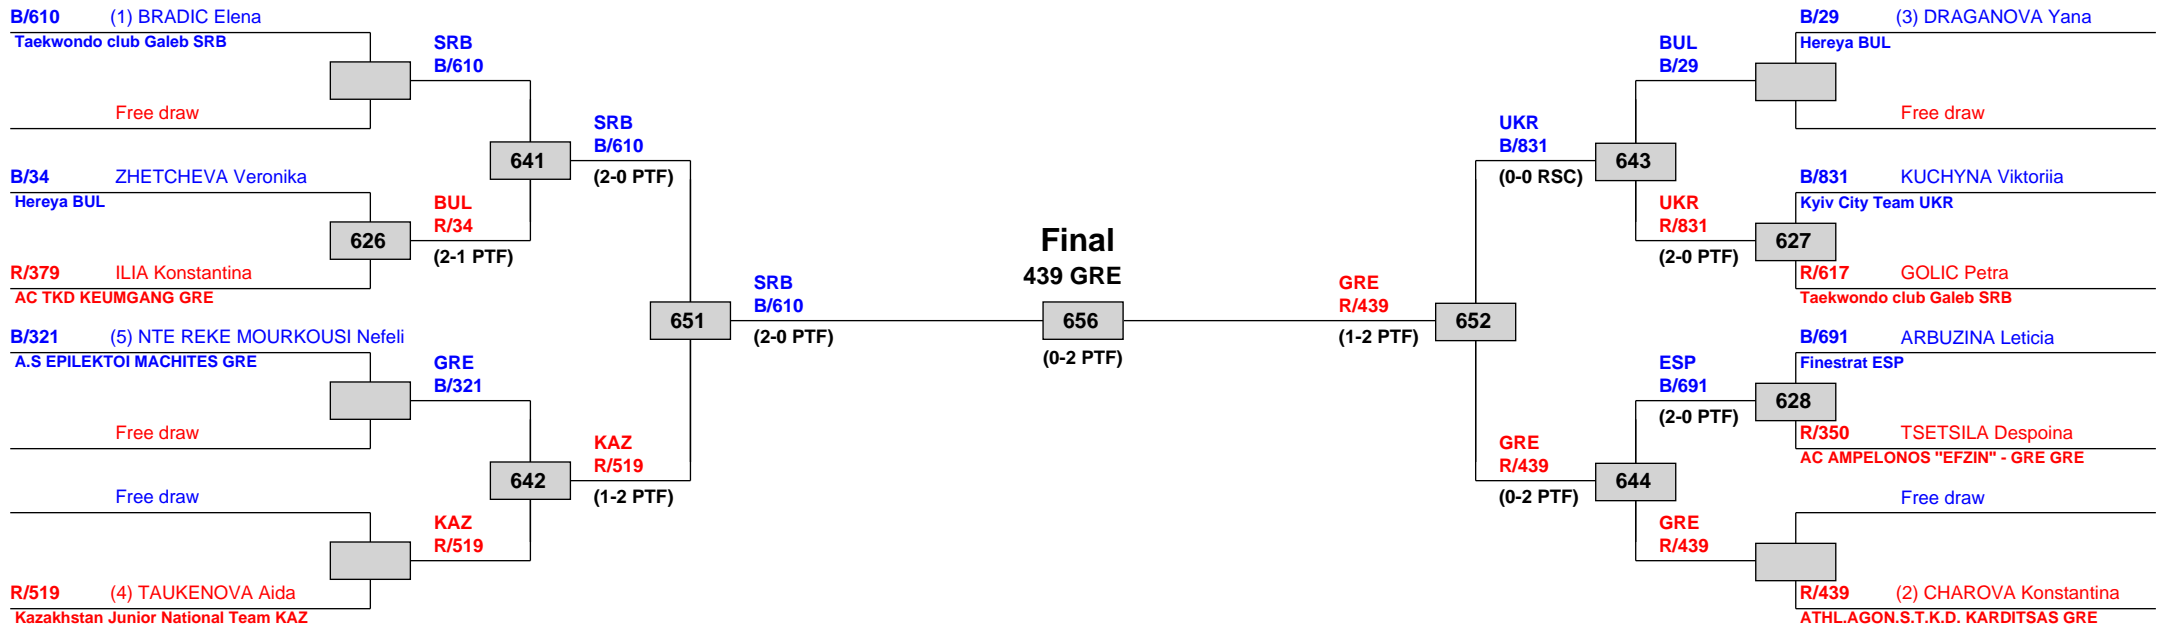 B/610 (1) BRADIC Elena
Taekwondo club Galeb SRB
Free draw
B/34 ZHETCHEVA Veronika
Hereya BUL
R/379 ILIA Konstantina
AC TKD KEUMGANG GRE
B/321 (5) NTE REKE MOURKOUSI Nefeli
A.S EPILEKTOI MACHITES GRE
Free draw
Free draw
R/519 (4) TAUKENOVA Aida
Kazakhstan Junior National Team KAZ
SRB
B/610
626
BUL
R/34
(2-1 PTF)
GRE
B/321
KAZ
R/519
641
SRB
B/610
(2-0 PTF)
642
KAZ
R/519
(1-2 PTF)
651
SRB
B/610
(2-0 PTF)
Final
439 GRE
656
(0-2 PTF)
GRE
R/439
(1-2 PTF)
652
UKR
B/831
(0-0 RSC)
643
GRE
R/439
(0-2 PTF)
644
BUL
B/29
UKR
R/831
(2-0 PTF)
627
ESP
B/691
(2-0 PTF)
628
GRE
R/439
B/29 (3) DRAGANOVA Yana
Hereya BUL
Free draw
B/831 KUCHYNA Viktoriia
Kyiv City Team UKR
R/617 GOLIC Petra
Taekwondo club Galeb SRB
B/691 ARBUZINA Leticia
Finestrat ESP
R/350 TSETSILA Despoina
AC AMPELONOS "EFZIN" - GRE GRE
Free draw
R/439 (2) CHAROVA Konstantina
ATHL.AGON.S.T.K.D. KARDITSAS GRE